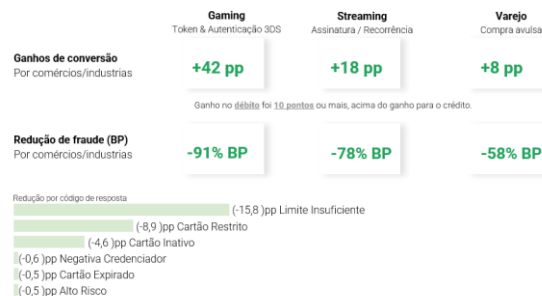 Gaming
Token & Autenticação 3DS
Streaming
Assinatura / Recorrência
Varejo
Compra avulsa
Ganhos de conversão
Por comércios/industrias
+42 pp
+18 pp
+8 pp
Ganho no débito foi 10 pontos ou mais, acima do ganho para o crédito.
Redução de fraude (BP)
Por comércios/industrias
-91% BP
-78% BP
-58% BP
Redução por código de resposta
(-15,8 )pp Limite Insuficiente
(-8,9 )pp Cartão Restrito
(-4,6 )pp Cartão Inativo
(-0,6 )pp Negativa Credenciador
(-0,5 )pp Cartão Expirado
(-0,5 )pp Alto Risco